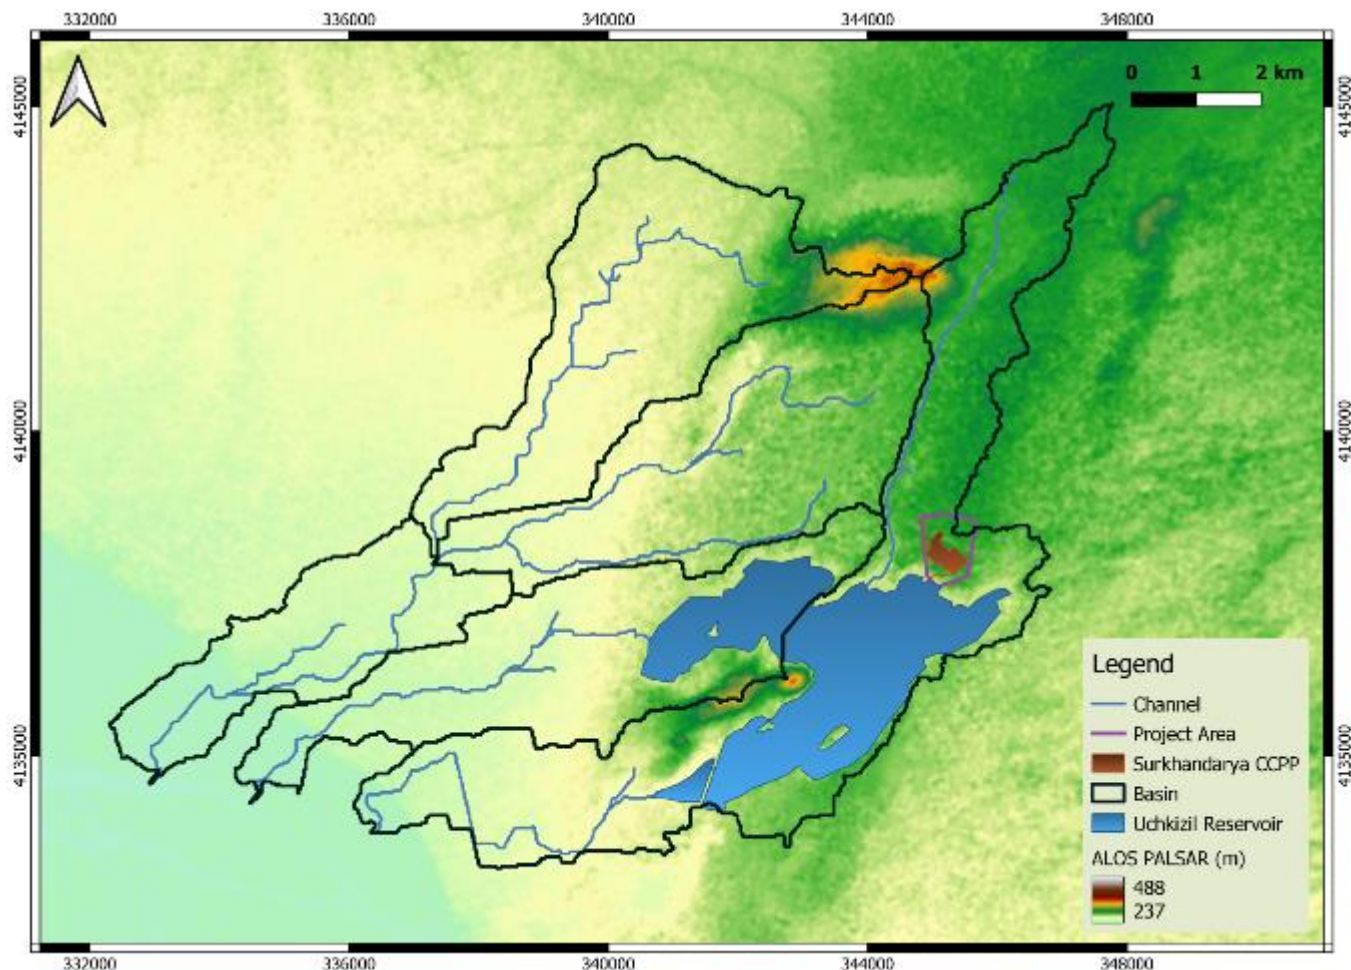 332000 336000 340000 344000 348000
0 1 2 km
4145000 4145000
4140000 4140000
4135000 4135000
Legend
Channel
Project Area
Surkhandarya CCPP
Basin
Uchkizil Reservoir
ALOS PALSAR (m)
488
237
332000 336000 340000 344000 348000